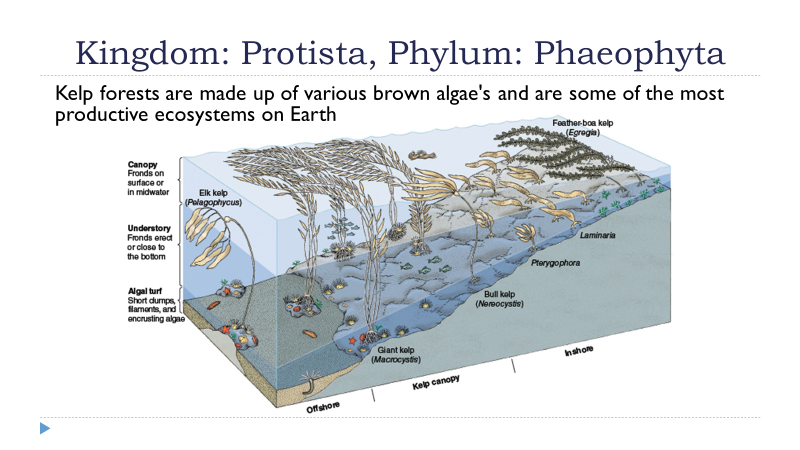 Kingdom: Protista, Phylum: Phaeophyta
Kelp forests are made up of various brown algae's and are some of the most
productive ecosystems on Earth
Feather-boa kelp
(Egregia)
Canopy
Fronds on
surface or
in midwater
Elk kelp
(Pelagophycus)
Understory
Fronds erect
or close to
the bottom
Laminaria
Pterygophora
Algal turf
Short clumps,
filaments, and
encrusting algae
Bull kelp
(Nereocystis)
Giant kelp
(Macrocystis)
Inshore
Kelp canopy
Offshore